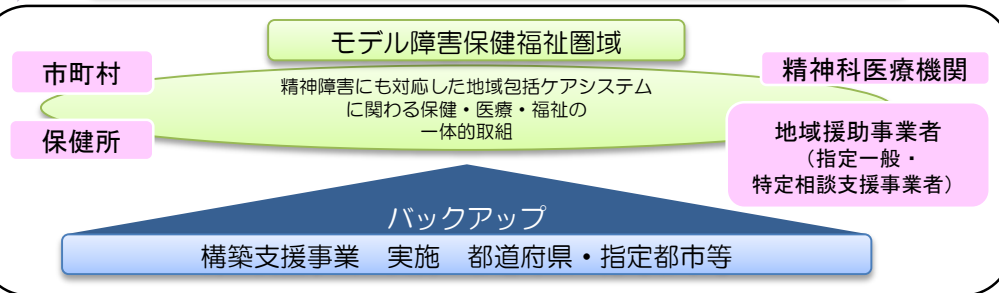 モデル障害保健福祉圏域
市町村
精神科医療機関
精神障害にも対応した地域包括ケアシステム
に関わる保健・医療・福祉の
一体的取組
保健所
地域援助事業者
（指定一般・
特定相談支援事業者）
バックアップ
構築支援事業　実施　都道府県・指定都市等